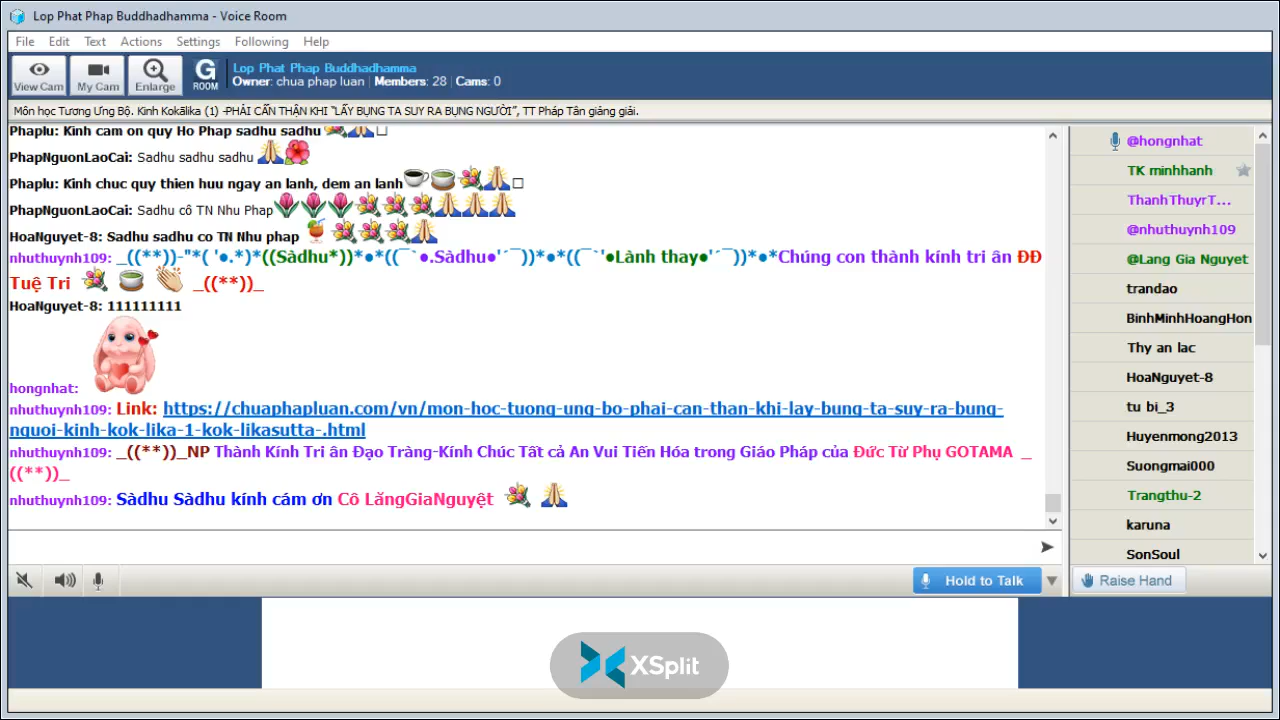 Lop Phat Phap Buddhadhamma - Voice Room
File Edit Text Actions Settings Following Help
View Cam My Cam Enlarge G ROOM
Lop Phat Phap Buddhadhamma
Owner: chua phap luan | Members: 28 | Cams: 0
Môn học Tương Ưng Bộ. Kinh Kokālika (1) -PHẢI CẨN THẬN KHI "LẤY BỤNG TA SUY RA BỤNG NGƯỜI", TT Pháp Tân giảng giải.
Phaplu: Kinh cam on quy Ho Phap sadhu sadhu
PhapNguonLaoCai: Sadhu sadhu sadhu
Phaplu: Kinh chuc quy thien huu ngay an lanh, dem an lanh
PhapNguonLaoCai: Sadhu cô TN Nhu Phap
HoaNguyet-8: Sadhu sadhu co TN Nhu phap
nhuthuynh109: _((**))-"*( '●.*)*((Sàdhu*))*●*((¯`●.Sàdhu●'´¯))*●*((¯`'●Lành thay●'´¯))*●*Chúng con thành kính tri ân ĐĐ
Tuệ Tri _((**))_
HoaNguyet-8: 111111111
hongnhat:
nhuthuynh109: Link: https://chuaphapluan.com/vn/mon-hoc-tuong-ung-bo-phai-can-than-khi-lay-bung-ta-suy-ra-bung-
nguoi-kinh-kok-lika-1-kok-likasutta-.html
nhuthuynh109: _((**))_NP Thành Kính Tri ân Đạo Tràng-Kính Chúc Tất cả An Vui Tiến Hóa trong Giáo Pháp của Đức Từ Phụ GOTAMA _
((**))_
nhuthuynh109: Sàdhu Sàdhu kính cám ơn Cô LăngGiaNguyệt
Hold to Talk
@hongnhat
TK minhhanh
ThanhThuyrT...
@nhuthuynh109
@Lang Gia Nguyet
trandao
BinhMinhHoangHon
Thy an lac
HoaNguyet-8
tu bi_3
Huyenmong2013
Suongmai000
Trangthu-2
karuna
SonSoul
Raise Hand
XSplit